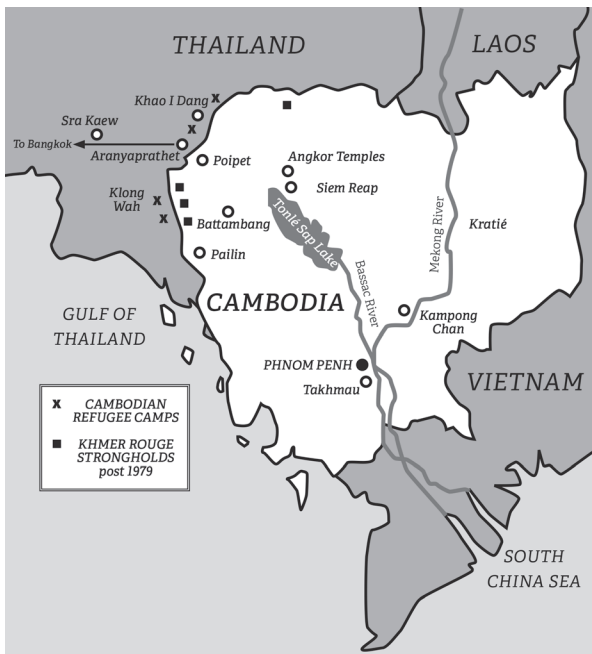 THAILAND
LAOS
Khao I Dang
x
Sra Kaew
x
To Bangkok
Aranyaprathet
Poipet
Angkor Temples
Siem Reap
Klong
Wah
x
x
Battambang
Tonlé Sap Lake
Mekong River
Kratié
Pailin
Bassac River
CAMBODIA
Kampong
Chan
GULF OF
THAILAND
PHNOM PENH
Takhmau
VIETNAM
x CAMBODIAN
REFUGEE CAMPS
KHMER ROUGE
STRONGHOLDS
post 1979
SOUTH
CHINA SEA